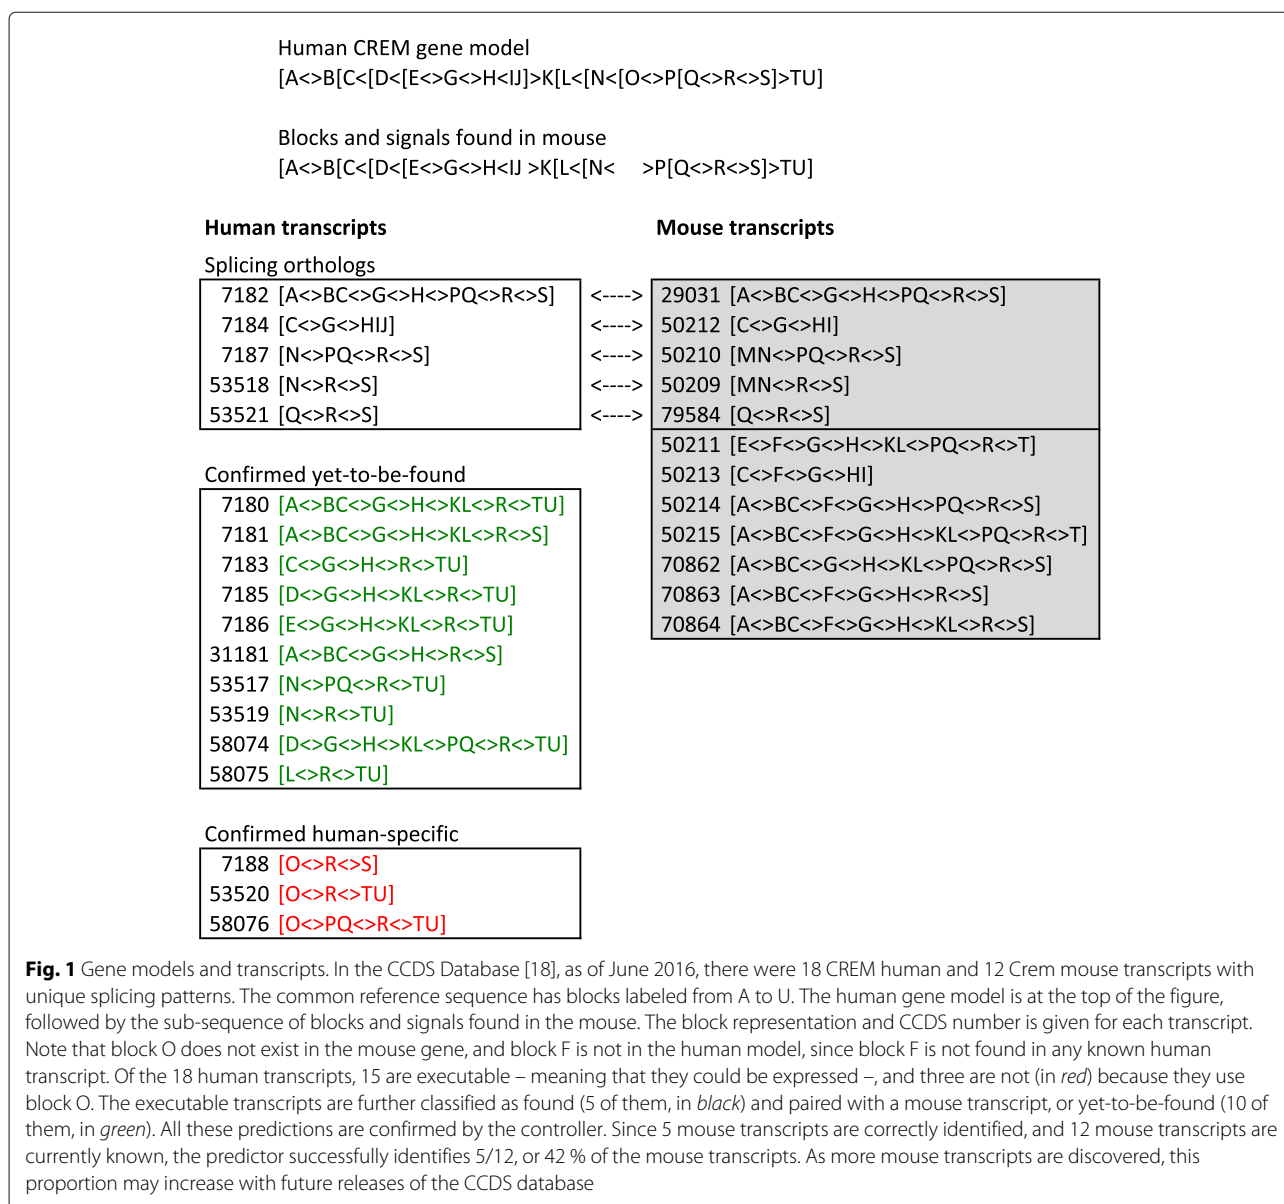 Human CREM gene model
[A<>B[C<[D<[E<>G<>H<IJ]>K[L<[N<[O<>P[Q<>R<>S]>TU]
Blocks and signals found in mouse
[A<>B[C<[D<[E<>G<>H<IJ >K[L<[N< >P[Q<>R<>S]>TU]
Human transcripts Mouse transcripts
Splicing orthologs
7182 [A<>BC<>G<>H<>PQ<>R<>S] <----> 29031 [A<>BC<>G<>H<>PQ<>R<>S]
7184 [C<>G<>HIJ] <----> 50212 [C<>G<>HI]
7187 [N<>PQ<>R<>S] <----> 50210 [MN<>PQ<>R<>S]
53518 [N<>R<>S] <----> 50209 [MN<>R<>S]
53521 [Q<>R<>S] <----> 79584 [Q<>R<>S]
50211 [E<>F<>G<>H<>KL<>PQ<>R<>T]
50213 [C<>F<>G<>HI]
50214 [A<>BC<>F<>G<>H<>PQ<>R<>S]
50215 [A<>BC<>F<>G<>H<>KL<>PQ<>R<>T]
70862 [A<>BC<>G<>H<>KL<>PQ<>R<>S]
70863 [A<>BC<>F<>G<>H<>R<>S]
70864 [A<>BC<>F<>G<>H<>KL<>R<>S]
Confirmed yet-to-be-found
7180 [A<>BC<>G<>H<>KL<>R<>TU]
7181 [A<>BC<>G<>H<>KL<>R<>S]
7183 [C<>G<>H<>R<>TU]
7185 [D<>G<>H<>KL<>R<>TU]
7186 [E<>G<>H<>KL<>R<>TU]
31181 [A<>BC<>G<>H<>R<>S]
53517 [N<>PQ<>R<>TU]
53519 [N<>R<>TU]
58074 [D<>G<>H<>KL<>PQ<>R<>TU]
58075 [L<>R<>TU]
Confirmed human-specific
7188 [O<>R<>S]
53520 [O<>R<>TU]
58076 [O<>PQ<>R<>TU]
Fig. 1 Gene models and transcripts. In the CCDS Database [18], as of June 2016, there were 18 CREM human and 12 Crem mouse transcripts with
unique splicing patterns. The common reference sequence has blocks labeled from A to U. The human gene model is at the top of the figure,
followed by the sub-sequence of blocks and signals found in the mouse. The block representation and CCDS number is given for each transcript.
Note that block O does not exist in the mouse gene, and block F is not in the human model, since block F is not found in any known human
transcript. Of the 18 human transcripts, 15 are executable – meaning that they could be expressed –, and three are not (in red) because they use
block O. The executable transcripts are further classified as found (5 of them, in black) and paired with a mouse transcript, or yet-to-be-found (10 of
them, in green). All these predictions are confirmed by the controller. Since 5 mouse transcripts are correctly identified, and 12 mouse transcripts are
currently known, the predictor successfully identifies 5/12, or 42 % of the mouse transcripts. As more mouse transcripts are discovered, this
proportion may increase with future releases of the CCDS database